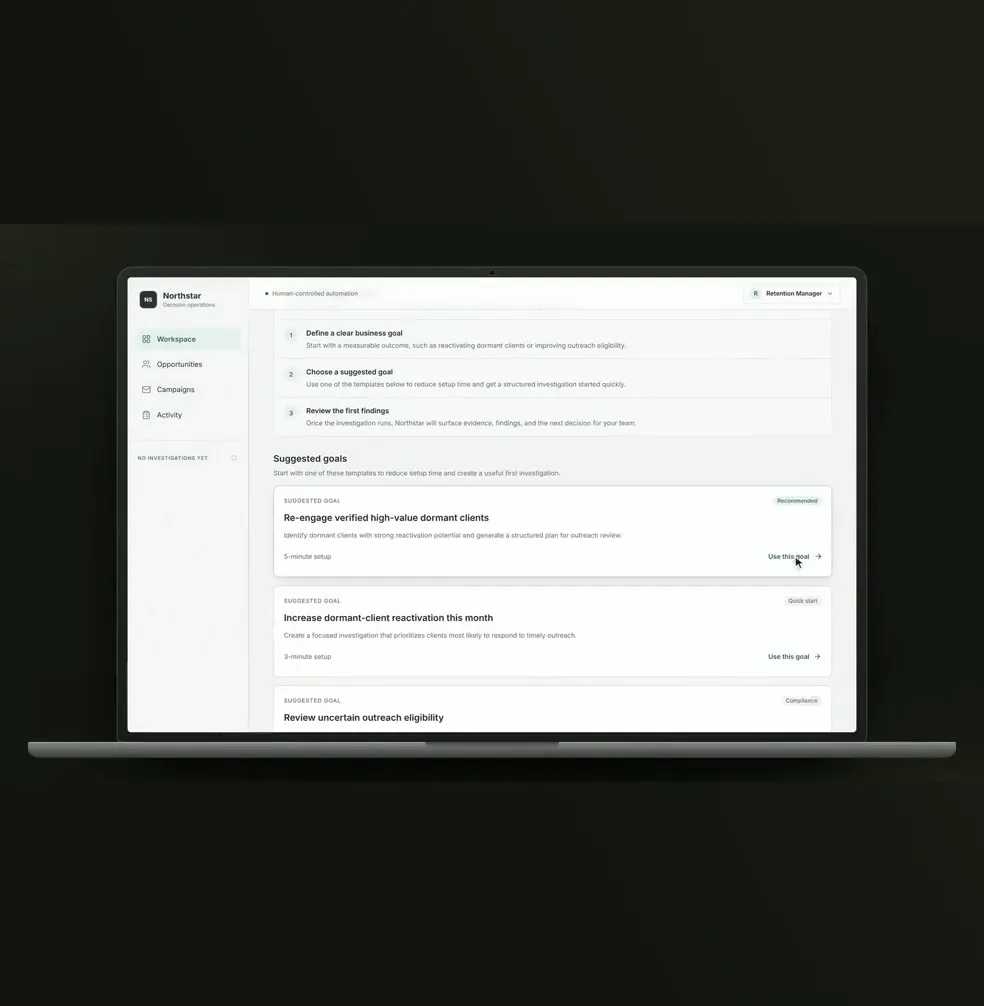 NS
Northstar
Decision operations
Workspace
Opportunities
Campaigns
Activity
NO INVESTIGATIONS YET
Human-controlled automation
R Retention Manager
1 Define a clear business goal
Start with a measurable outcome, such as reactivating dormant clients or improving outreach eligibility.
2 Choose a suggested goal
Use one of the templates below to reduce setup time and get a structured investigation started quickly.
3 Review the first findings
Once the investigation runs, Northstar will surface evidence, findings, and the next decision for your team.
Suggested goals
Start with one of these templates to reduce setup time and create a useful first investigation.
SUGGESTED GOAL Recommended
Re-engage verified high-value dormant clients
Identify dormant clients with strong reactivation potential and generate a structured plan for outreach review.
5-minute setup Use this goal →
SUGGESTED GOAL Quick start
Increase dormant-client reactivation this month
Create a focused investigation that prioritizes clients most likely to respond to timely outreach.
3-minute setup Use this goal →
SUGGESTED GOAL Compliance
Review uncertain outreach eligibility